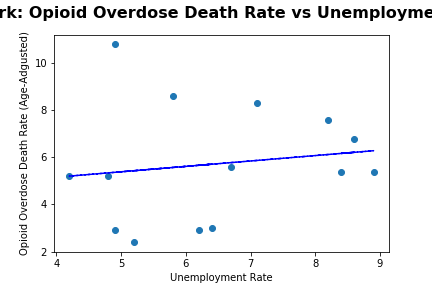 rk: Opioid Overdose Death Rate vs Unemployme
Opioid Overdose Death Rate (Age-Adgusted)
10
8
6
4
2
4 5 6 7 8 9
Unemployment Rate